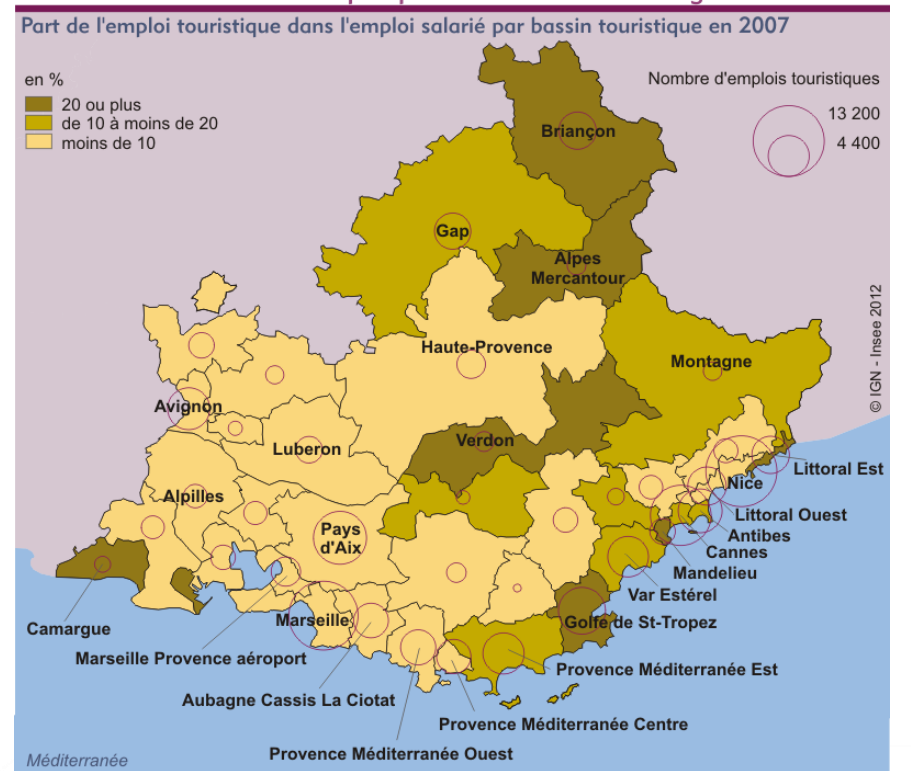 Part de l'emploi touristique dans l'emploi salarié par bassin touristique en 2007
en %
20 ou plus
de 10 à moins de 20
moins de 10
Nombre d'emplois touristiques
13 200
4 400
Briançon
Gap
Alpes
Mercantour
© IGN - Insee 2012
Haute-Provence
Montagne
Avignon
Verdon
Luberon
Littoral Est
Nice
Alpilles
Littoral Ouest
Pays
d'Aix
Antibes
Cannes
Mandelieu
Var Estérel
Marseille
Golfe de St-Tropez
Camargue
Marseille Provence aéroport
Provence Méditerranée Est
Aubagne Cassis La Ciotat
Provence Méditerranée Centre
Provence Méditerranée Ouest
Méditerranée